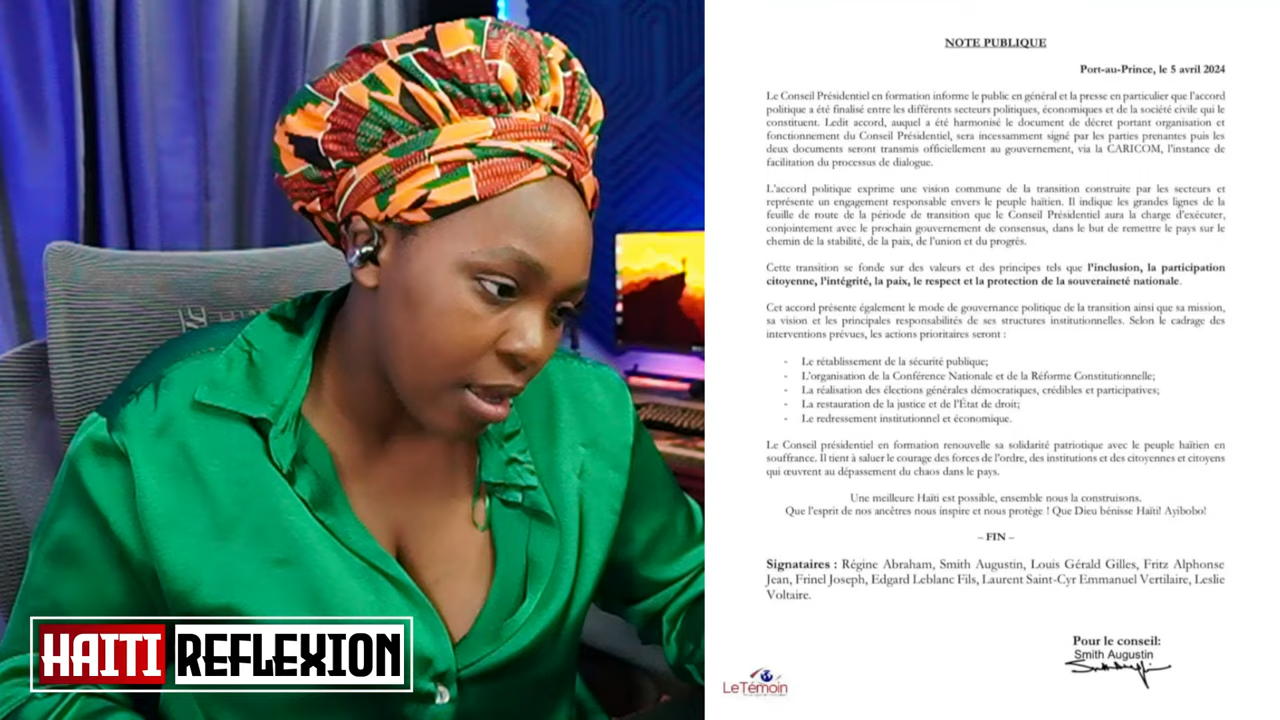 HAITI REFLEXION
NOTE PUBLIQUE
Port-au-Prince, le 5 avril 2024
Le Conseil Présidentiel en formation informe le public en général et la presse en particulier que l'accord
politique a été finalisé entre les différents secteurs politiques, économiques et de la société civile qui le
constituent. Ledit accord, auquel a été harmonisé le document de décret portant organisation et
fonctionnement du Conseil Présidentiel, sera incessamment signé par les parties prenantes puis les
deux documents seront transmis officiellement au gouvernement, via la CARICOM, l'instance de
facilitation du processus de dialogue.
L'accord politique exprime une vision commune de la transition construite par les secteurs et
représente un engagement responsable envers le peuple haïtien. Il indique les grandes lignes de la
feuille de route de la période de transition que le Conseil Présidentiel aura la charge d'exécuter,
conjointement avec le prochain gouvernement de consensus, dans le but de remettre le pays sur le
chemin de la stabilité, de la paix, de l'union et du progrès.
Cette transition se fonde sur des valeurs et des principes tels que l'inclusion, la participation
citoyenne, l'intégrité, la paix, le respect et la protection de la souveraineté nationale.
Cet accord présente également le mode de gouvernance politique de la transition ainsi que sa mission,
sa vision et les principales responsabilités de ses structures institutionnelles. Selon le cadrage des
interventions prévues, les actions prioritaires seront :
- Le rétablissement de la sécurité publique;
- L'organisation de la Conférence Nationale et de la Réforme Constitutionnelle;
- La réalisation des élections générales démocratiques, crédibles et participatives;
- La restauration de la justice et de l'État de droit;
- Le redressement institutionnel et économique.
Le Conseil présidentiel en formation renouvelle sa solidarité patriotique avec le peuple haïtien en
souffrance. Il tient à saluer le courage des forces de l'ordre, des institutions et des citoyennes et citoyens
qui œuvrent au dépassement du chaos dans le pays.
Une meilleure Haïti est possible, ensemble nous la construisons.
Que l'esprit de nos ancêtres nous inspire et nous protège ! Que Dieu bénisse Haïti! Ayibobo!
– FIN –
Signataires : Régine Abraham, Smith Augustin, Louis Gérald Gilles, Fritz Alphonse
Jean, Frinel Joseph, Edgard Leblanc Fils, Laurent Saint-Cyr Emmanuel Vertilaire, Leslie
Voltaire.
Pour le conseil:
Smith Augustin
LeTémoin